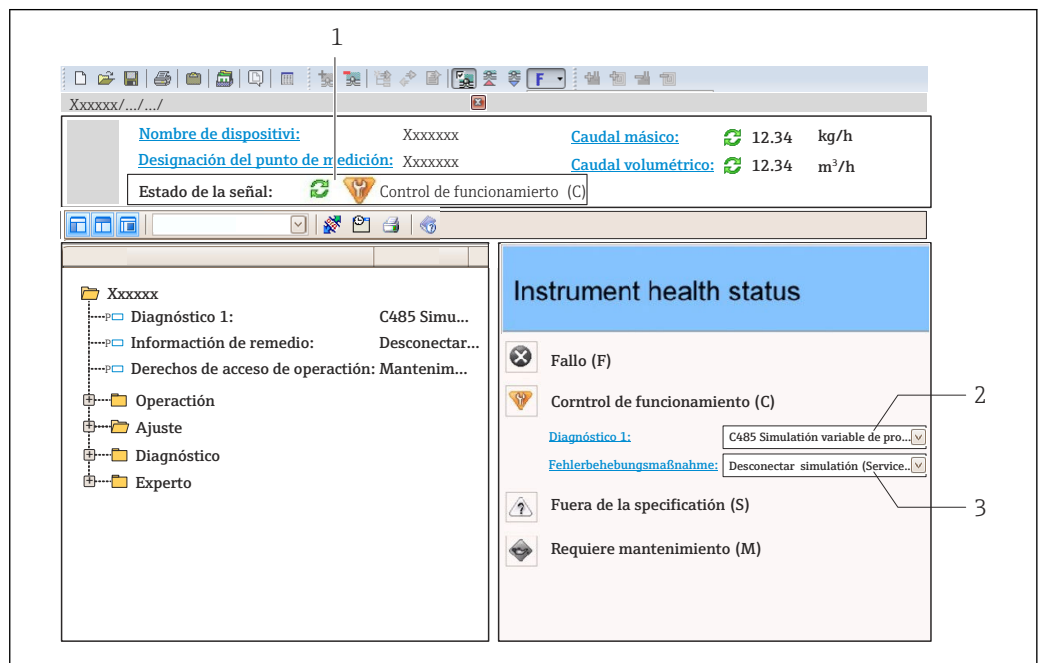 1
F
Xxxxxx/.../.../
Nombre de dispositivi: Xxxxxxx Caudal másico: 12.34 kg/h
Designación del punto de medición: Xxxxxxx Caudal volumétrico: 12.34 m³/h
Estado de la señal: Control de funcionamierto (C)
Xxxxxx
P Diagnóstico 1: C485 Simu...
P Informactión de remedio: Desconectar...
P Derechos de acceso de operactión: Mantenim...
Operactión
Ajuste
Diagnóstico
Experto
Instrument health status
Fallo (F)
Corntrol de funcionamiento (C)
Diagnóstico 1: C485 Simulatión variable de pro... 2
Fehlerbehebungsmaßnahme: Desconectar simulatión (Service.. 3
Fuera de la specificatión (S)
Requiere mantenimiento (M)